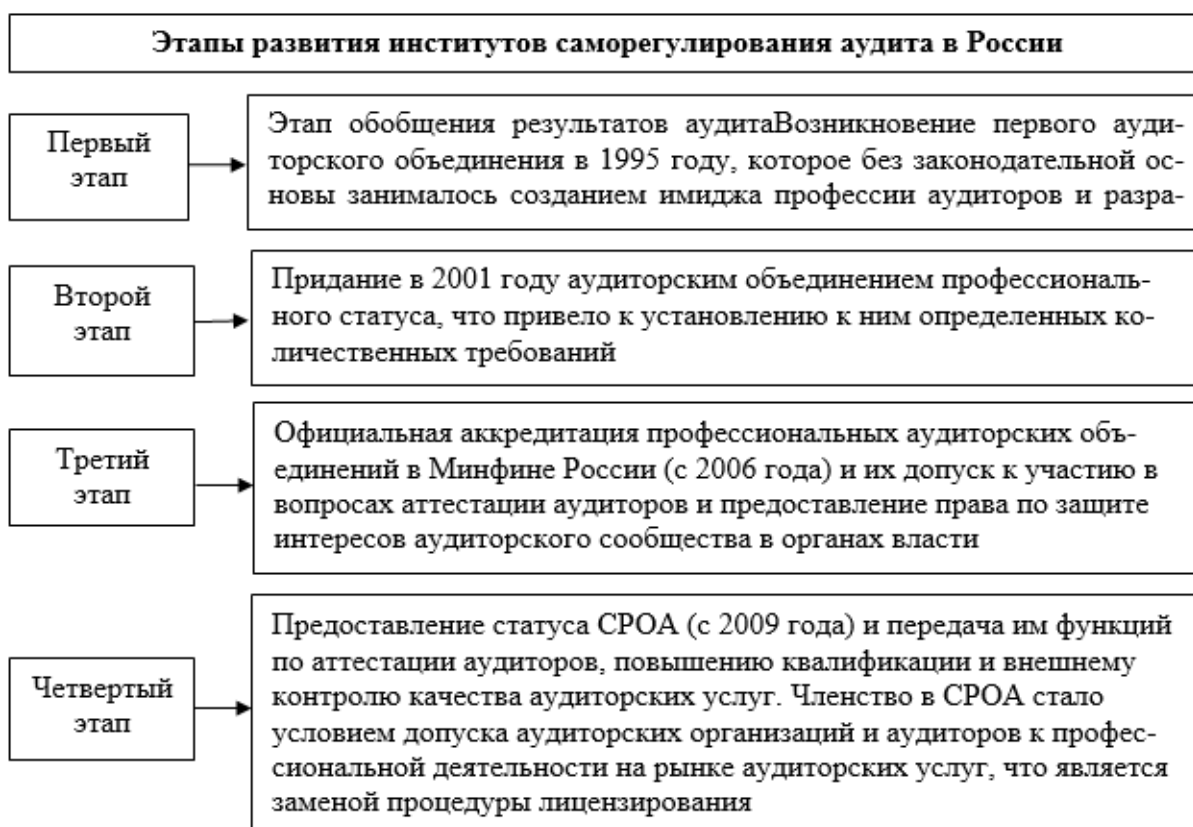 Этапы развития институтов саморегулирования аудита в России
Первый
этап
Этап обобщения результатов аудитаВозникновение первого ауди-
торского объединения в 1995 году, которое без законодательной ос-
новы занималось созданием имиджа профессии аудиторов и разра-
Второй
этап
Придание в 2001 году аудиторским объединением профессиональ-
ного статуса, что привело к установлению к ним определенных ко-
личественных требований
Третий
этап
Официальная аккредитация профессиональных аудиторских объ-
единений в Минфине России (с 2006 года) и их допуск к участию в
вопросах аттестации аудиторов и предоставление права по защите
интересов аудиторского сообщества в органах власти
Четвертый
этап
Предоставление статуса СРОА (с 2009 года) и передача им функций
по аттестации аудиторов, повышению квалификации и внешнему
контролю качества аудиторских услуг. Членство в СРОА стало
условием допуска аудиторских организаций и аудиторов к профес-
сиональной деятельности на рынке аудиторских услуг, что является
заменой процедуры лицензирования